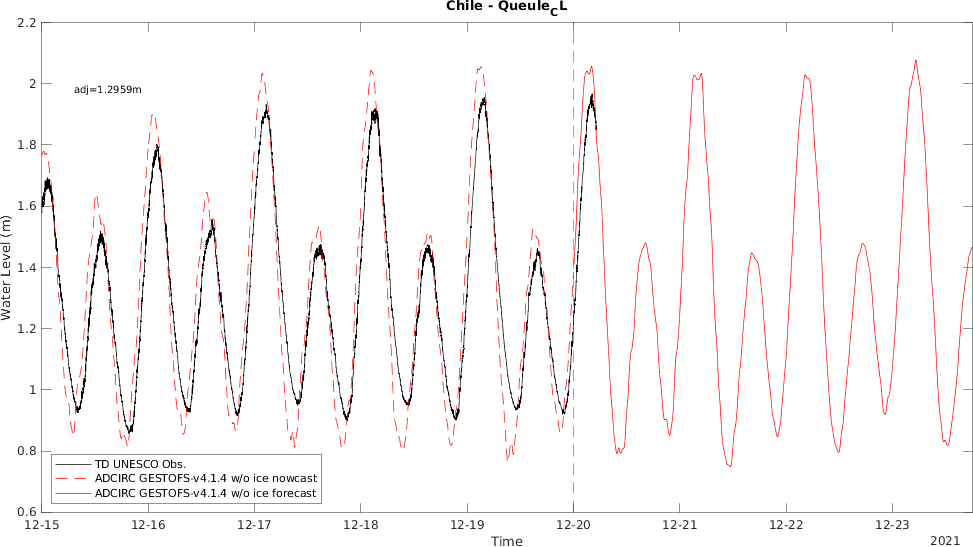 Chile - Queule_CL
2.2
2
1.8
1.6
1.4
1.2
1
0.8
0.6
Water Level (m)
adj=1.2959m
TD UNESCO Obs.
ADCIRC GESTOFS-v4.1.4 w/o ice nowcast
ADCIRC GESTOFS-v4.1.4 w/o ice forecast
12-15 12-16 12-17 12-18 12-19 12-20 12-21 12-22 12-23
Time
2021